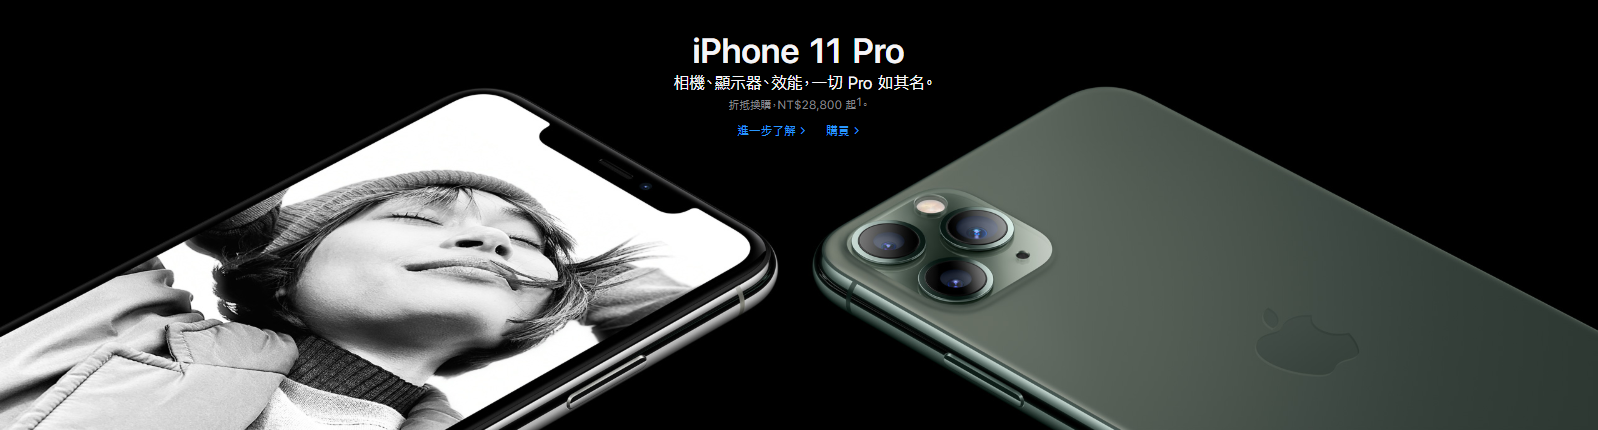 iPhone 11 Pro
相機、顯示器、效能，一切 Pro 如其名。
折抵換購，NT$28,800 起1。
進一步了解 > 購買 >